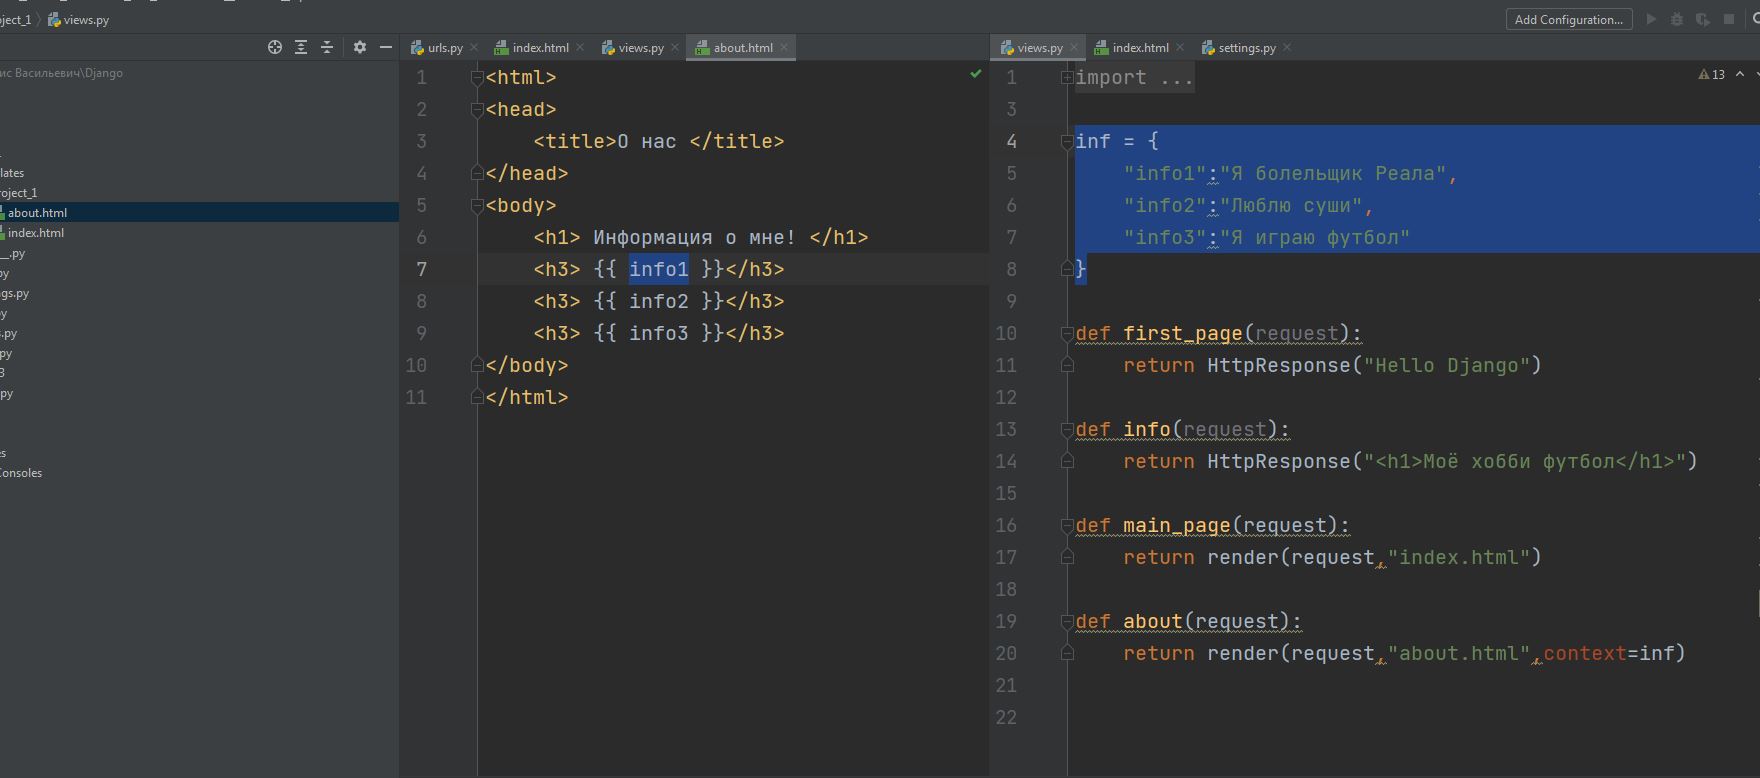 oject_1 views.py Add Configuration...
urls.py index.html views.py about.html views.py index.html settings.py
ис Васильевич\Django
lates
roject_1
about.html
index.html
__.py
py
gs.py
y
s.py
py
3
py
es
Consoles
1 <html>
2 <head>
3 <title>О нас </title>
4 </head>
5 <body>
6 <h1> Информация о мне! </h1>
7 <h3> {{ info1 }}</h3>
8 <h3> {{ info2 }}</h3>
9 <h3> {{ info3 }}</h3>
10 </body>
11 </html>
1 import ... 13
3
4 inf = {
5 "info1":"Я болельщик Реала",
6 "info2":"Люблю суши",
7 "info3":"Я играю футбол"
8 }
9
10 def first_page(request):
11 return HttpResponse("Hello Django")
12
13 def info(request):
14 return HttpResponse("<h1>Моё хобби футбол</h1>")
15
16 def main_page(request):
17 return render(request,"index.html")
18
19 def about(request):
20 return render(request,"about.html",context=inf)
21
22